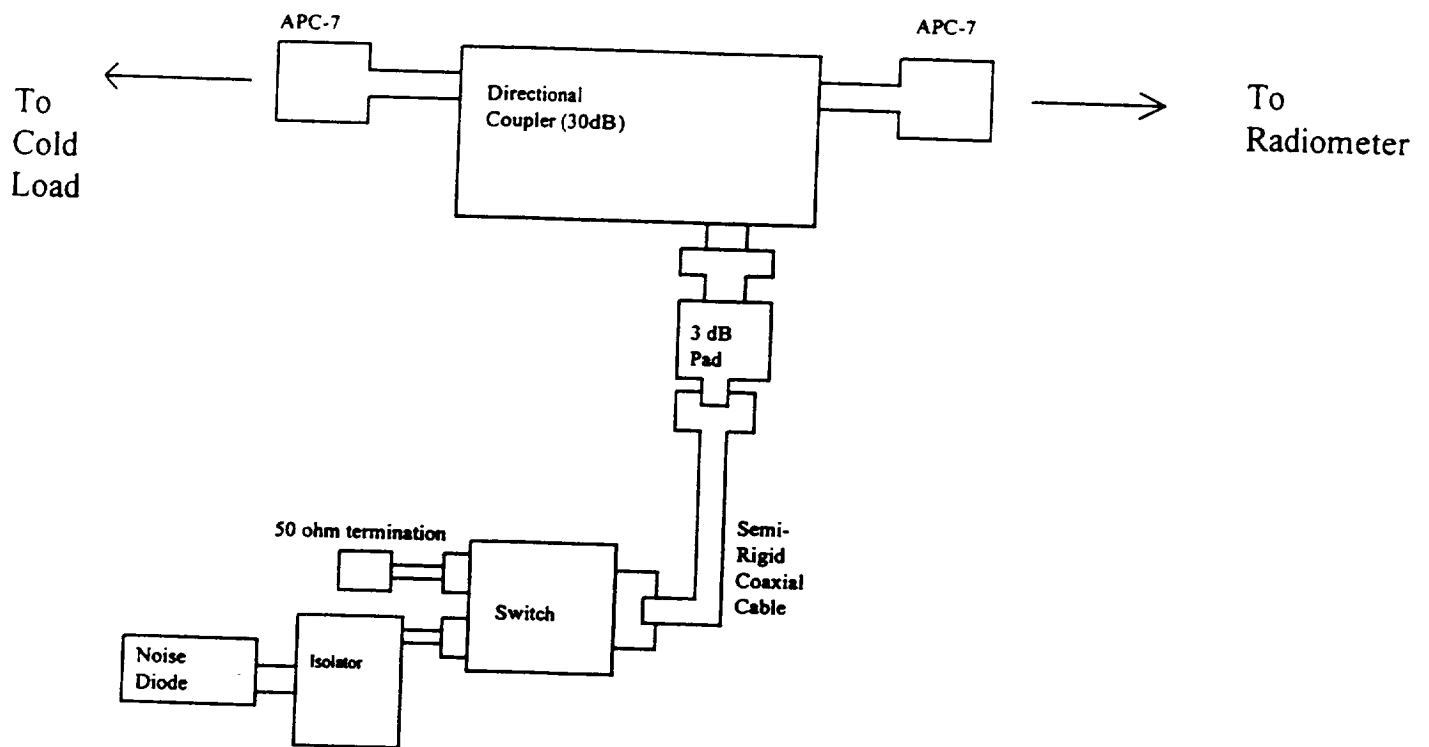 APC-7
APC-7
To
Cold
Load
Directional
Coupler (30dB)
To
Radiometer
3 dB
Pad
50 ohm termination
Semi-
Rigid
Coaxial
Cable
Switch
Noise
Diode
Isolator